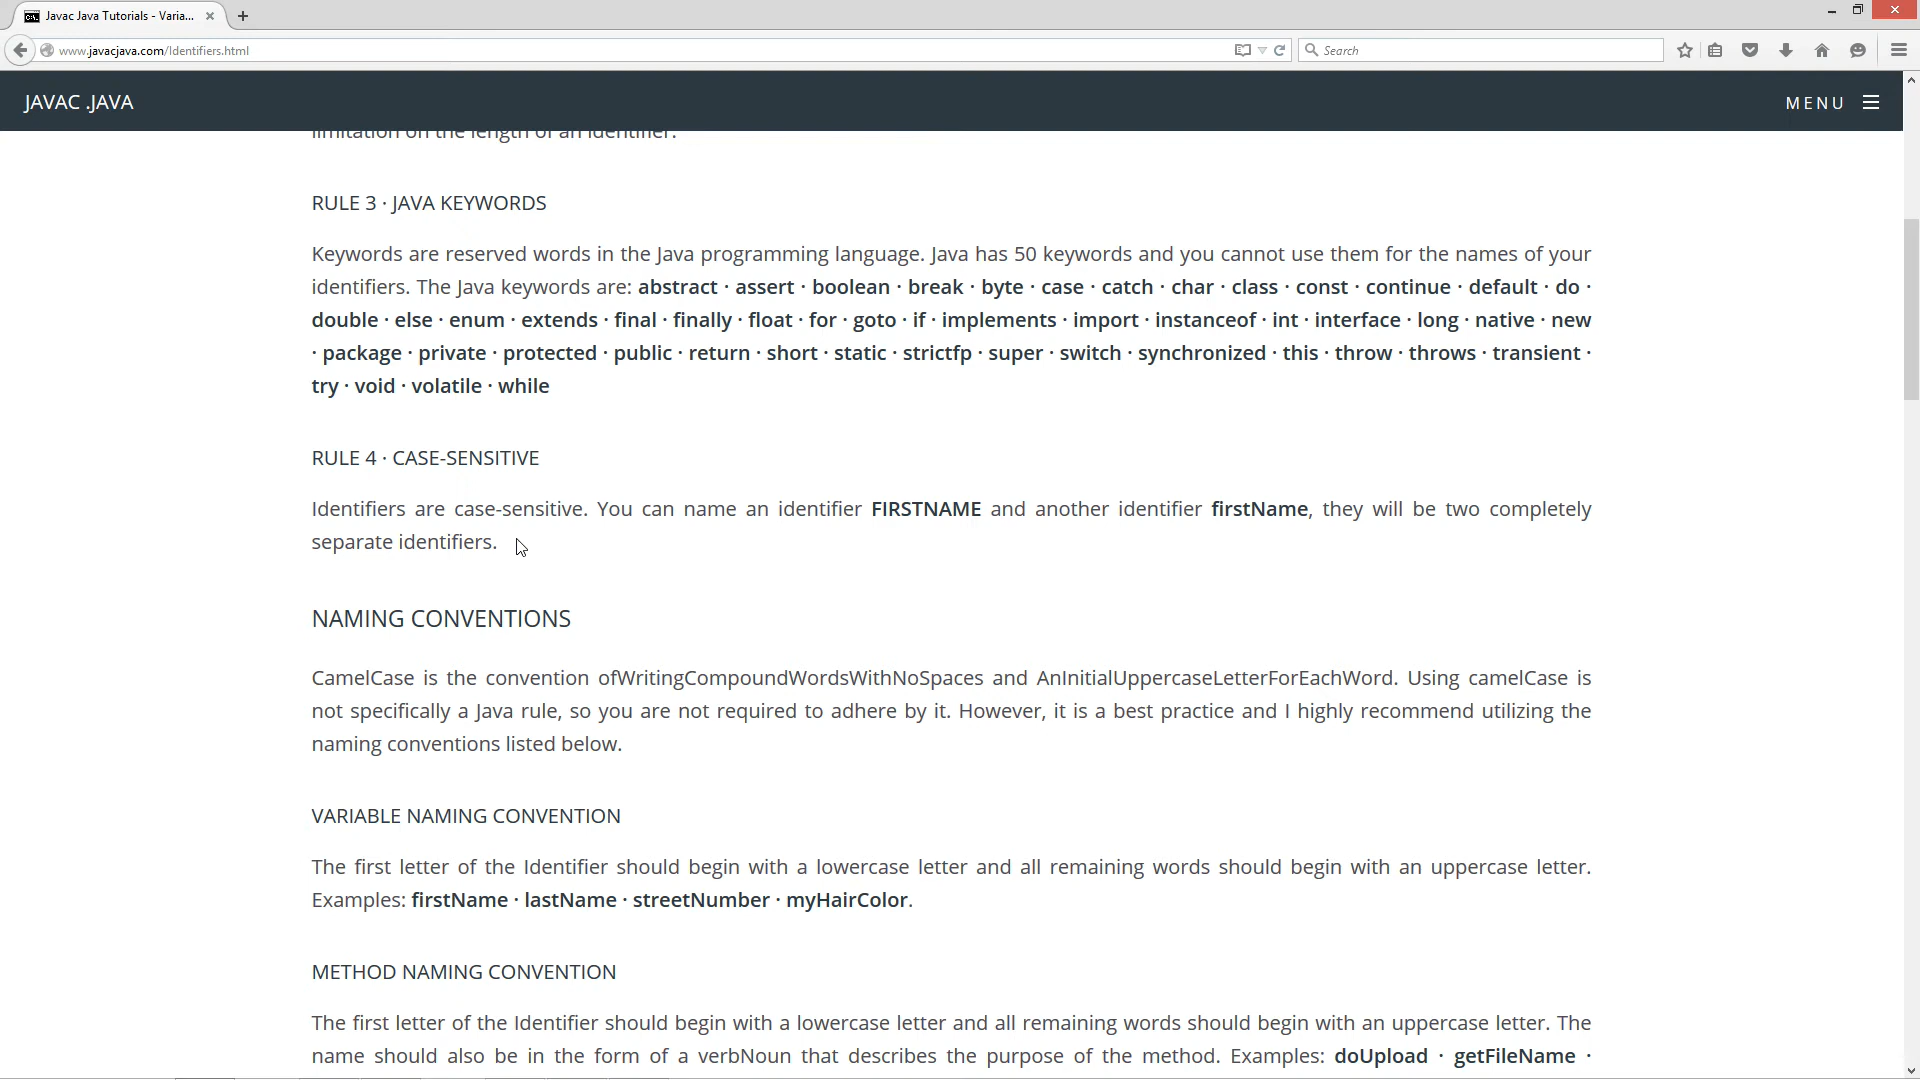 Javac Java Tutorials - Varia...
www.javacjava.com/Identifiers.html
Search
JAVAC .JAVA
MENU
limitation on the length of an identifier.
RULE 3 · JAVA KEYWORDS
Keywords are reserved words in the Java programming language. Java has 50 keywords and you cannot use them for the names of your
identifiers. The Java keywords are: abstract · assert · boolean · break · byte · case · catch · char · class · const · continue · default · do ·
double · else · enum · extends · final · finally · float · for · goto · if · implements · import · instanceof · int · interface · long · native · new
· package · private · protected · public · return · short · static · strictfp · super · switch · synchronized · this · throw · throws · transient ·
try · void · volatile · while
RULE 4 · CASE-SENSITIVE
Identifiers are case-sensitive. You can name an identifier FIRSTNAME and another identifier firstName, they will be two completely
separate identifiers.
NAMING CONVENTIONS
CamelCase is the convention ofWritingCompoundWordsWithNoSpaces and AnInitialUppercaseLetterForEachWord. Using camelCase is
not specifically a Java rule, so you are not required to adhere by it. However, it is a best practice and I highly recommend utilizing the
naming conventions listed below.
VARIABLE NAMING CONVENTION
The first letter of the Identifier should begin with a lowercase letter and all remaining words should begin with an uppercase letter.
Examples: firstName · lastName · streetNumber · myHairColor.
METHOD NAMING CONVENTION
The first letter of the Identifier should begin with a lowercase letter and all remaining words should begin with an uppercase letter. The
name should also be in the form of a verbNoun that describes the purpose of the method. Examples: doUpload · getFileName ·